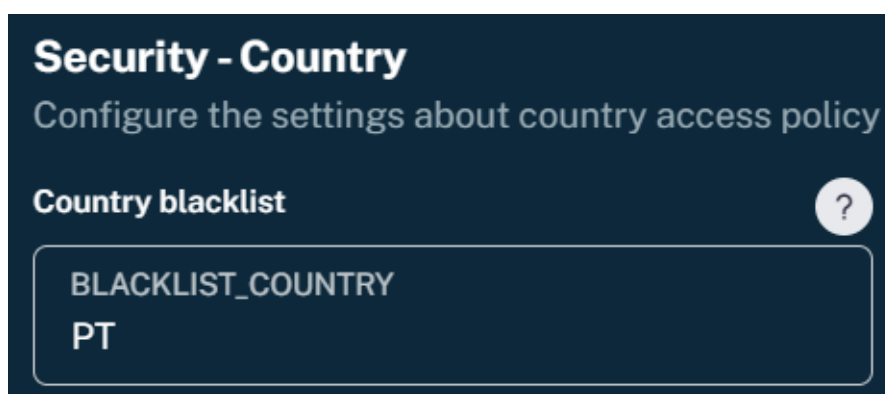 Security - Country
Configure the settings about country access policy
Country blacklist
?
BLACKLIST_COUNTRY
PT